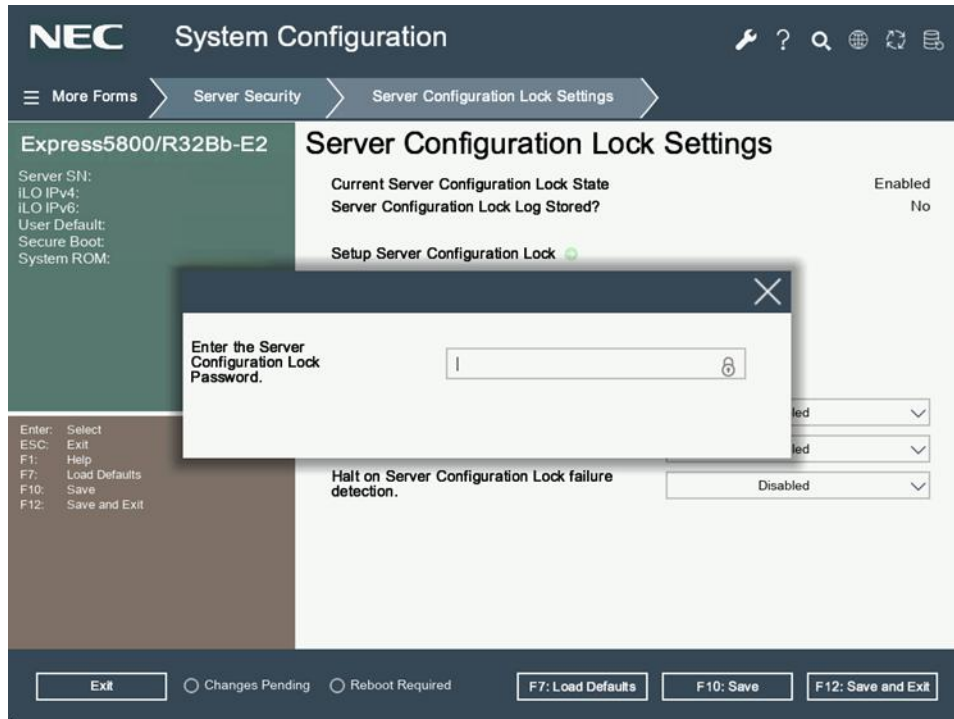 NEC System Configuration
?
More Forms Server Security Server Configuration Lock Settings
Express5800/R32Bb-E2
Server SN:
iLO IPv4:
iLO IPv6:
User Default:
Secure Boot:
System ROM:
Server Configuration Lock Settings
Current Server Configuration Lock State Enabled
Server Configuration Lock Log Stored? No
Setup Server Configuration Lock
Enter the Server
Configuration Lock
Password.
led
led
Halt on Server Configuration Lock failure
detection.
Disabled
Enter: Select
ESC: Exit
F1: Help
F7: Load Defaults
F10: Save
F12: Save and Exit
Exit Changes Pending Reboot Required F7: Load Defaults F10: Save F12: Save and Exit